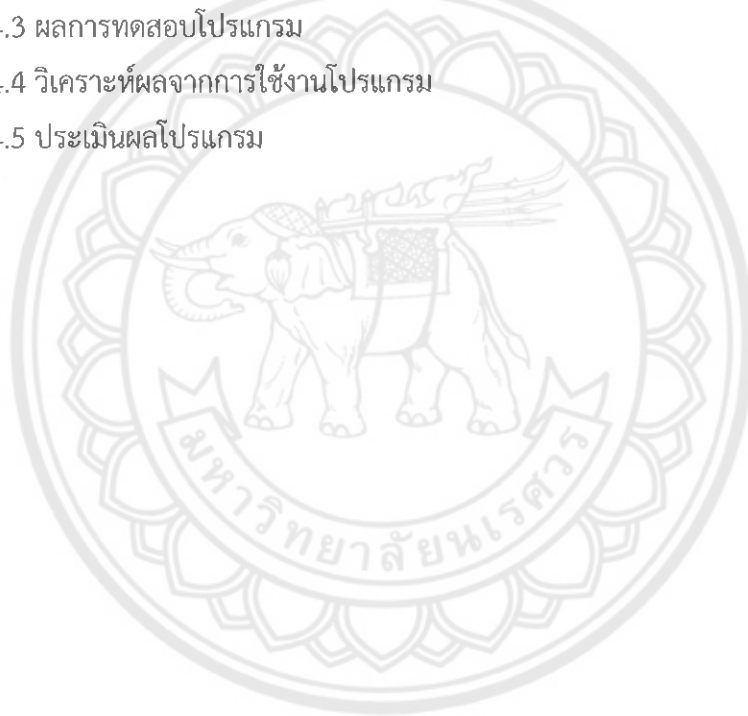 .3 ผลการทดสอบโปรแกรม
.4 วิเคราะห์ผลจากการใช้งานโปรแกรม
.5 ประเมินผลโปรแกรม
มหาวิทยาลัยนเรศวร